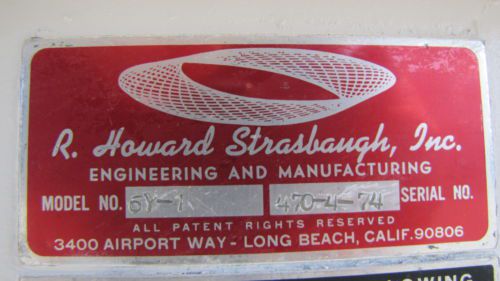 R. Howard Strasbaugh, Inc.
ENGINEERING AND MANUFACTURING
MODEL NO. 6Y-1 470-4-74 SERIAL NO.
ALL PATENT RIGHTS RESERVED
3400 AIRPORT WAY - LONG BEACH, CALIF. 90806